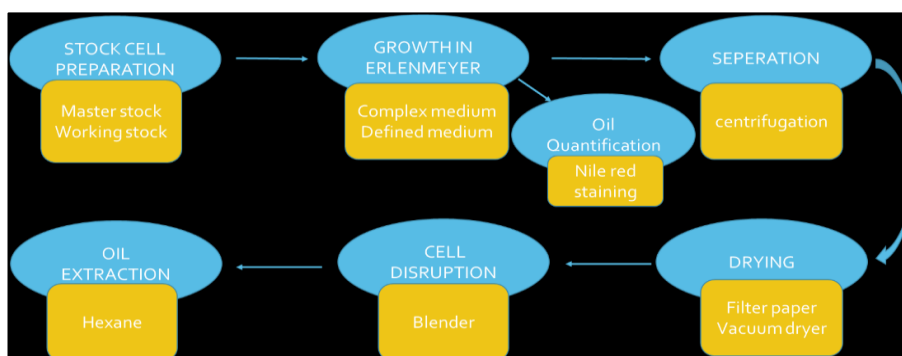 STOCK CELL
PREPARATION
Master stock
Working stock
GROWTH IN
ERLENMEYER
Complex medium
Defined medium
Oil
Quantification
Nile red
staining
SEPERATION
centrifugation
DRYING
Filter paper
Vacuum dryer
CELL
DISRUPTION
Blender
OIL
EXTRACTION
Hexane